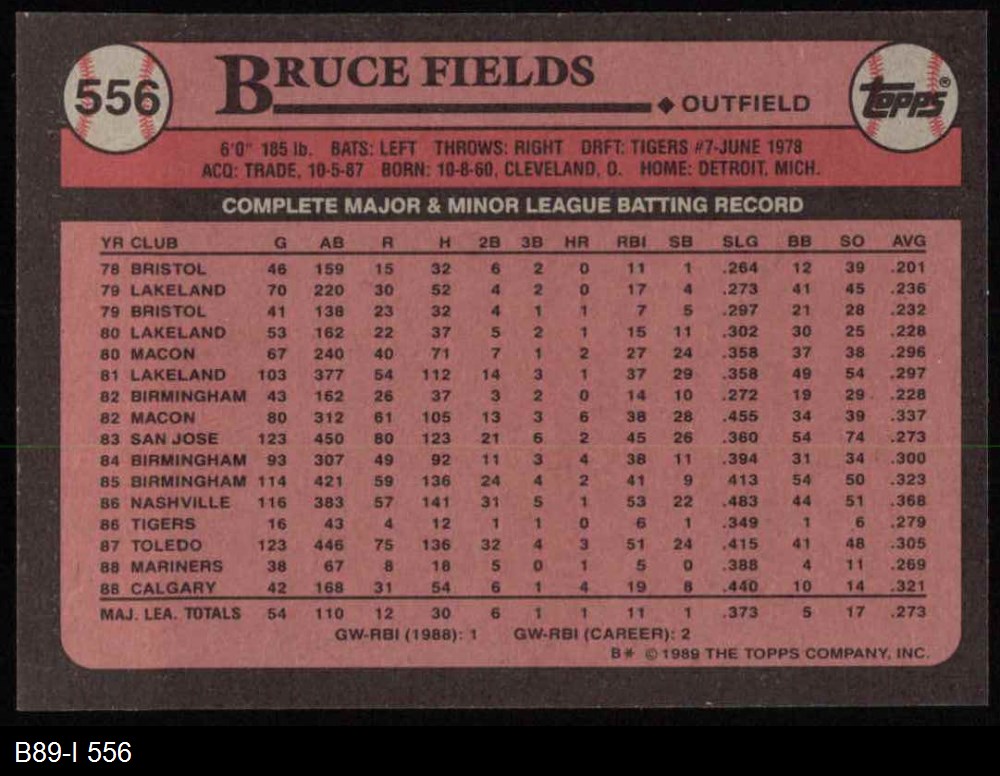 556
BRUCE FIELDS
◆ OUTFIELD
TOPPS®
6'0" 185 lb. BATS: LEFT THROWS: RIGHT DRFT: TIGERS #7-JUNE 1978
ACQ: TRADE, 10-5-87 BORN: 10-8-60, CLEVELAND, O. HOME: DETROIT, MICH.
COMPLETE MAJOR & MINOR LEAGUE BATTING RECORD
YR CLUB G AB R H 2B 3B HR RBI SB SLG BB SO AVG
78 BRISTOL 46 159 15 32 6 2 0 11 1 .264 12 39 .201
79 LAKELAND 70 220 30 52 4 2 0 17 4 .273 41 45 .236
79 BRISTOL 41 138 23 32 4 1 1 7 5 .297 21 28 .232
80 LAKELAND 53 162 22 37 5 2 1 15 11 .302 30 25 .228
80 MACON 67 240 40 71 7 1 2 27 24 .358 37 38 .296
81 LAKELAND 103 377 54 112 14 3 1 37 29 .358 49 54 .297
82 BIRMINGHAM 43 162 26 37 3 2 0 14 10 .272 19 29 .228
82 MACON 80 312 61 105 13 3 6 38 28 .455 34 39 .337
83 SAN JOSE 123 450 80 123 21 6 2 45 26 .360 54 74 .273
84 BIRMINGHAM 93 307 49 92 11 3 4 38 11 .394 31 34 .300
85 BIRMINGHAM 114 421 59 136 24 4 2 41 9 .413 54 50 .323
86 NASHVILLE 116 383 57 141 31 5 1 53 22 .483 44 51 .368
86 TIGERS 16 43 4 12 1 1 0 6 1 .349 1 6 .279
87 TOLEDO 123 446 75 136 32 4 3 51 24 .415 41 48 .305
88 MARINERS 38 67 8 18 5 0 1 5 0 .388 4 11 .269
88 CALGARY 42 168 31 54 6 1 4 19 8 .440 10 14 .321
MAJ. LEA. TOTALS 54 110 12 30 6 1 1 11 1 .373 5 17 .273
GW-RBI (1988): 1 GW-RBI (CAREER): 2
B* © 1989 THE TOPPS COMPANY, INC.
B89-I 556